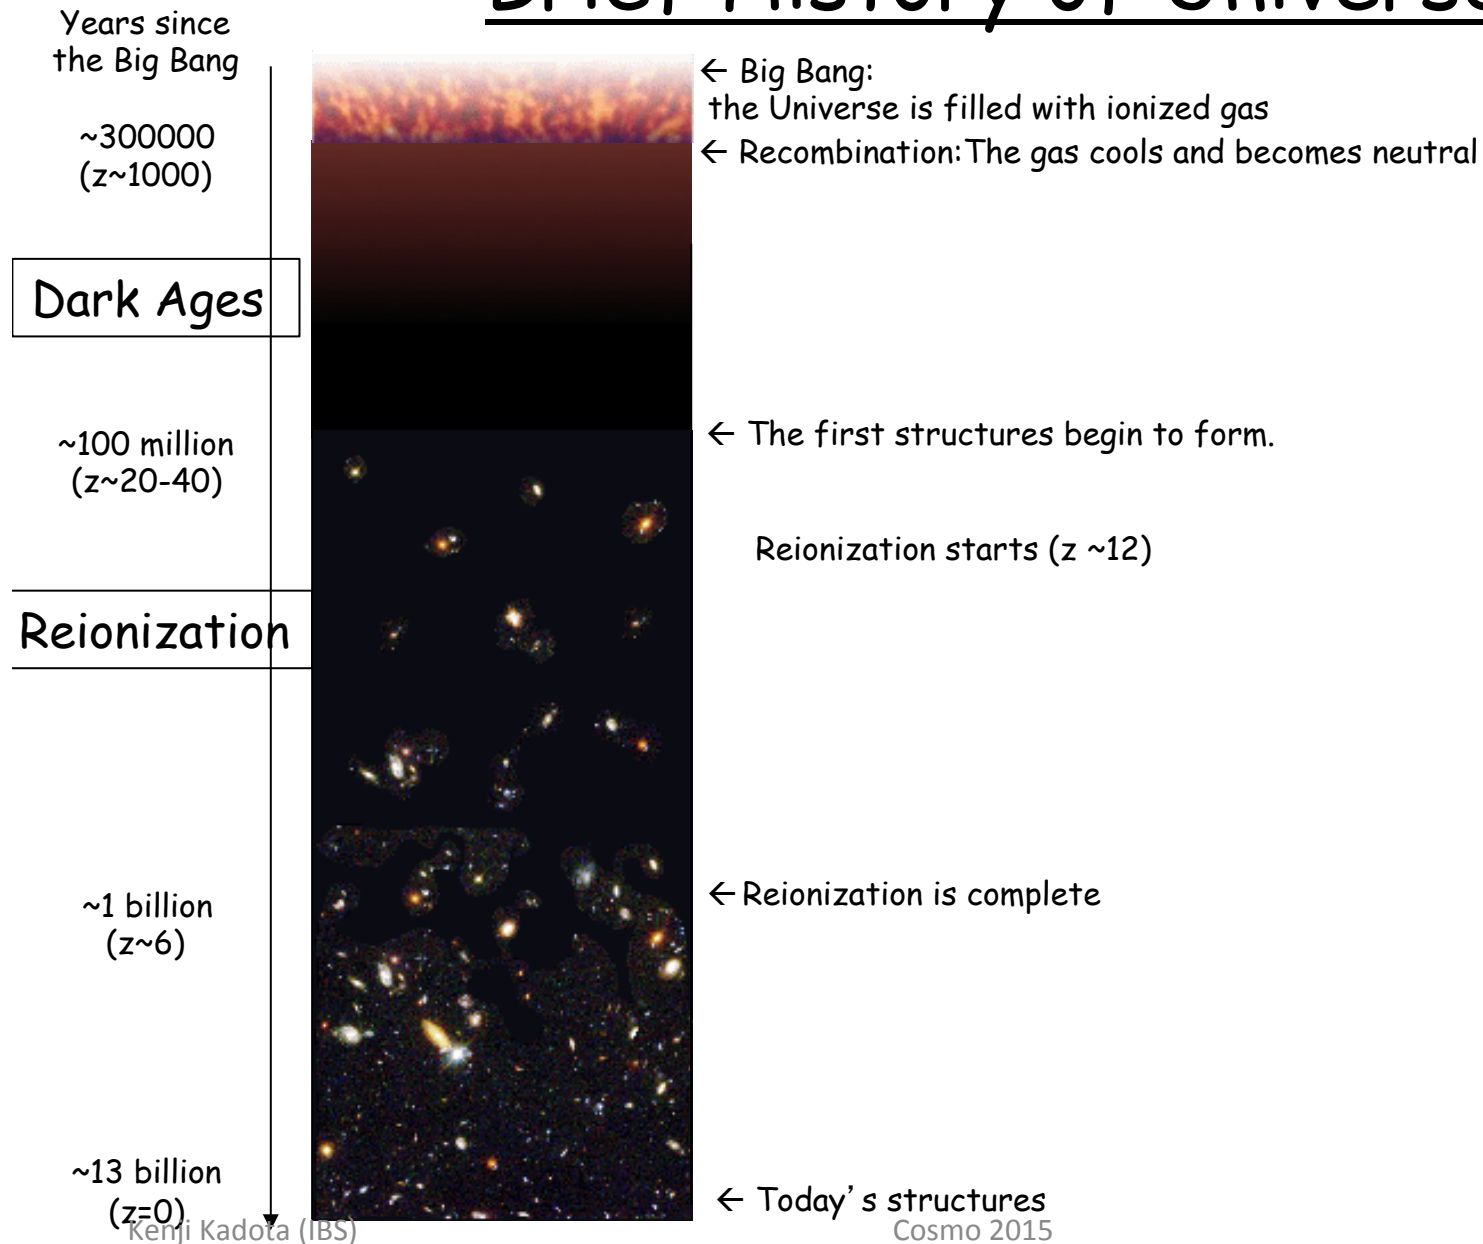 Years since
the Big Bang
← Big Bang:
the Universe is filled with ionized gas
~300000
(z~1000)
← Recombination:The gas cools and becomes neutral
Dark Ages
~100 million
(z~20-40)
← The first structures begin to form.
Reionization starts (z ~12)
Reionization
~1 billion
(z~6)
←Reionization is complete
~13 billion
(z=0)
← Today's structures
Kenji Kadota (IBS)
Cosmo 2015